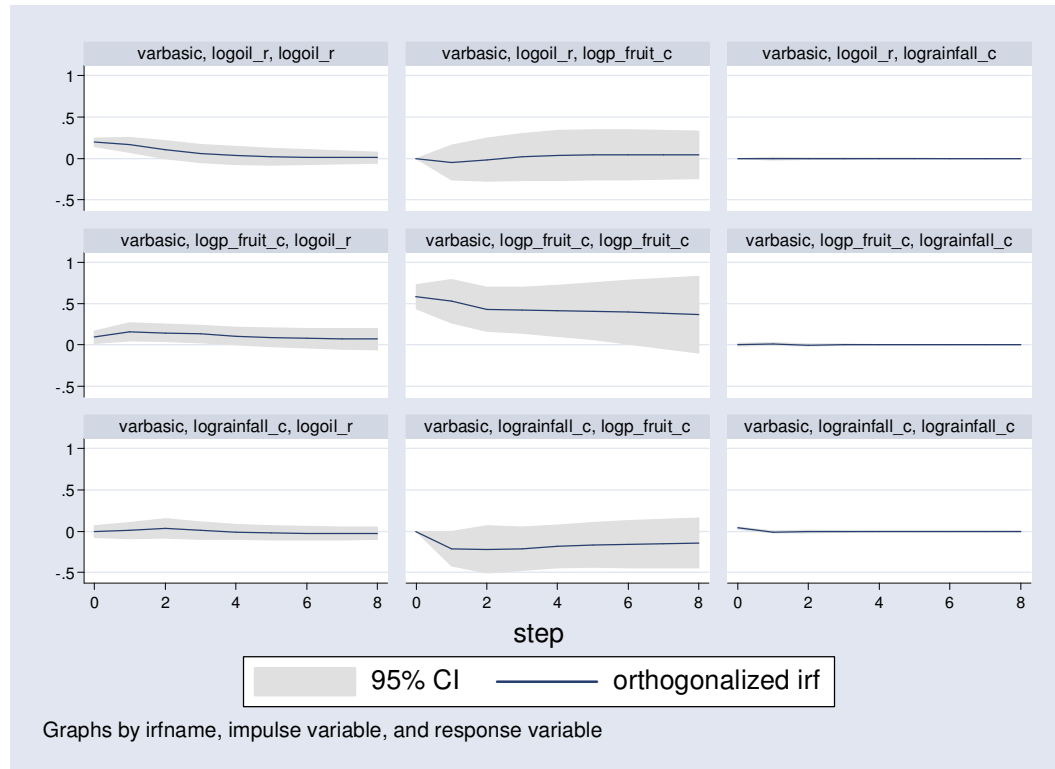 varbasic, logoil_r, logoil_r
varbasic, logoil_r, logp_fruit_c
varbasic, logoil_r, lograinfall_c
1
.5
0
-.5
varbasic, logp_fruit_c, logoil_r
varbasic, logp_fruit_c, logp_fruit_c
varbasic, logp_fruit_c, lograinfall_c
1
.5
0
-.5
varbasic, lograinfall_c, logoil_r
varbasic, lograinfall_c, logp_fruit_c
varbasic, lograinfall_c, lograinfall_c
1
.5
0
-.5
0 2 4 6 8
0 2 4 6 8
0 2 4 6 8
step
95% CI
orthogonalized irf
Graphs by irfname, impulse variable, and response variable